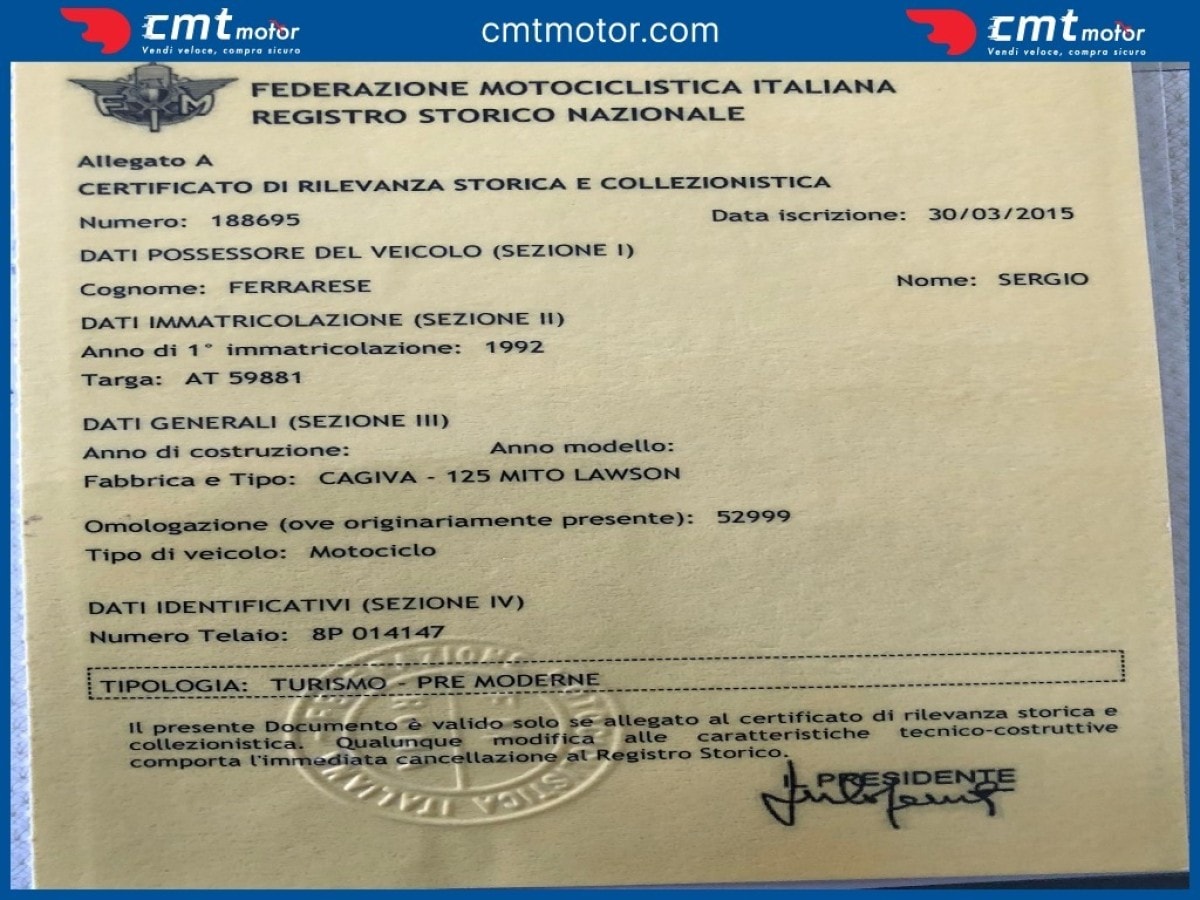 cmt motor
Vendi veloce, compra sicuro
cmtmotor.com
cmt motor
Vendi veloce, compra sicuro
FMI
FEDERAZIONE MOTOCICLISTICA ITALIANA
REGISTRO STORICO NAZIONALE
Allegato A
CERTIFICATO DI RILEVANZA STORICA E COLLEZIONISTICA
Numero: 188695 Data iscrizione: 30/03/2015
DATI POSSESSORE DEL VEICOLO (SEZIONE I)
Cognome: FERRARESE Nome: SERGIO
DATI IMMATRICOLAZIONE (SEZIONE II)
Anno di 1° immatricolazione: 1992
Targa: AT 59881
DATI GENERALI (SEZIONE III)
Anno di costruzione: Anno modello:
Fabbrica e Tipo: CAGIVA - 125 MITO LAWSON
Omologazione (ove originariamente presente): 52999
Tipo di veicolo: Motociclo
DATI IDENTIFICATIVI (SEZIONE IV)
Numero Telaio: 8P 014147
TIPOLOGIA: TURISMO - PRE MODERNE
Il presente Documento è valido solo se allegato al certificato di rilevanza storica e
collezionistica. Qualunque modifica alle caratteristiche tecnico-costruttive
comporta l'immediata cancellazione al Registro Storico.
IL PRESIDENTE